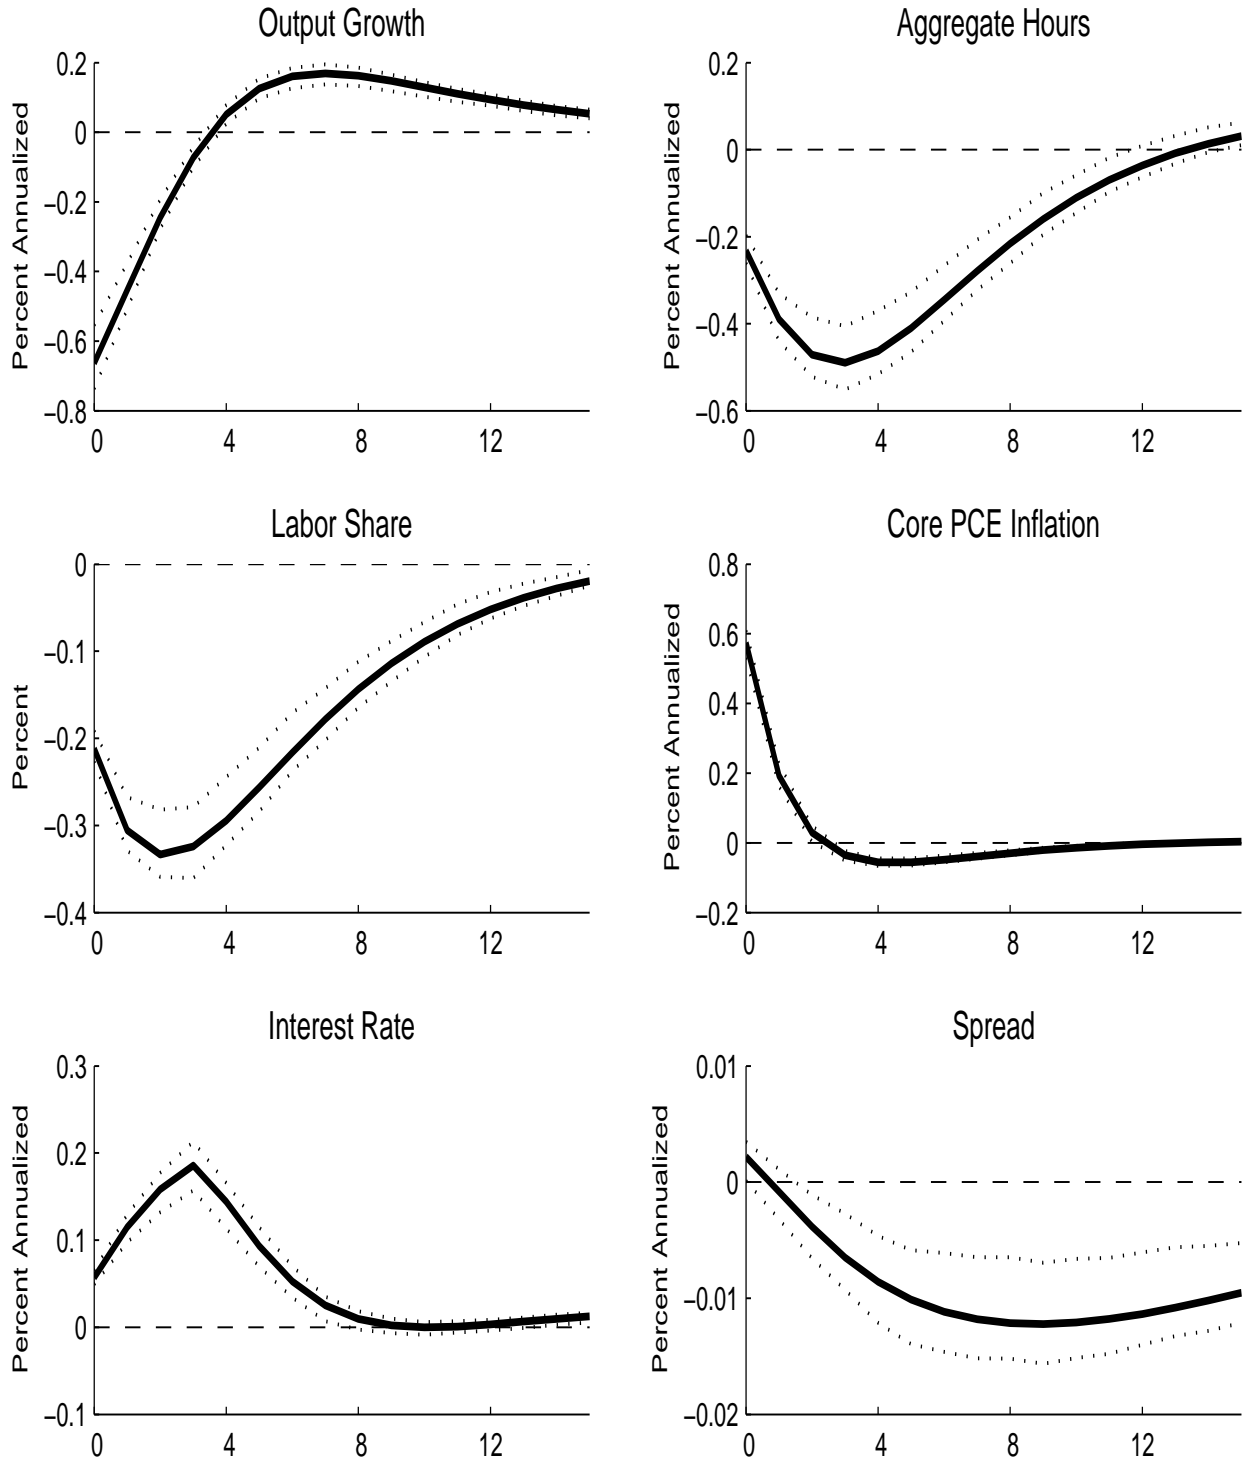 Output Growth
Percent Annualized
0.2
0
−0.2
−0.4
−0.6
−0.8
0 4 8 12
Aggregate Hours
Percent Annualized
0.2
0
−0.2
−0.4
−0.6
0 4 8 12
Labor Share
Percent
0
−0.1
−0.2
−0.3
−0.4
0 4 8 12
Core PCE Inflation
Percent Annualized
0.8
0.6
0.4
0.2
0
−0.2
0 4 8 12
Interest Rate
Percent Annualized
0.3
0.2
0.1
0
−0.1
0 4 8 12
Spread
Percent Annualized
0.01
0
−0.01
−0.02
0 4 8 12